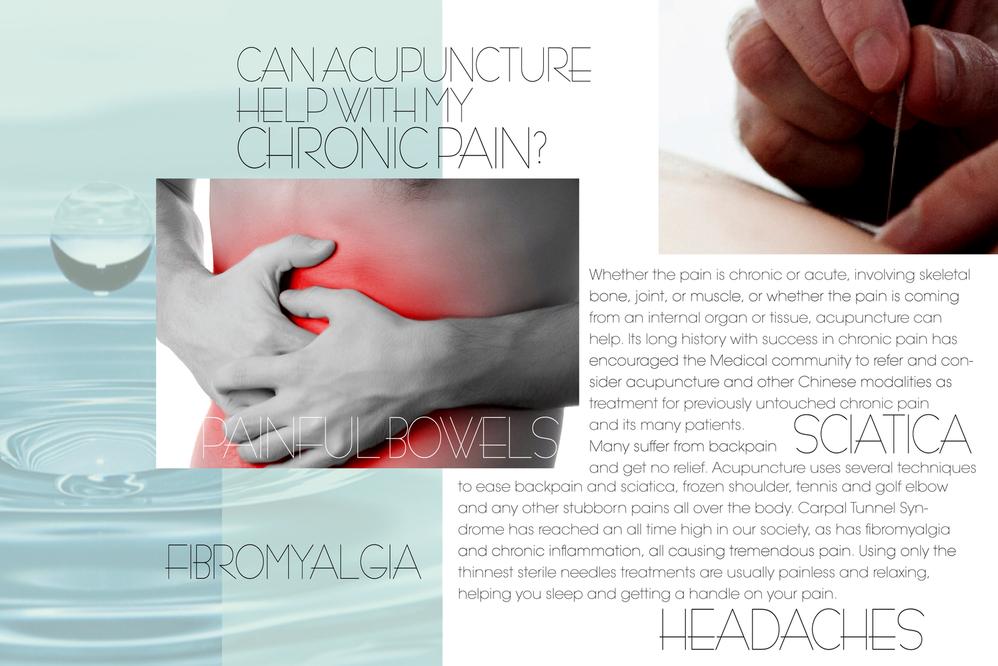 CAN ACUPUNCTURE
HELP WITH MY
CHRONIC PAIN?
PAINFUL BOWELS
Whether the pain is chronic or acute, involving skeletal
bone, joint, or muscle, or whether the pain is coming
from an internal organ or tissue, acupuncture can
help. Its long history with success in chronic pain has
encouraged the Medical community to refer and con-
sider acupuncture and other Chinese modalities as
treatment for previously untouched chronic pain
and its many patients.
SCIATICA
Many suffer from backpain
and get no relief. Acupuncture uses several techniques
to ease backpain and sciatica, frozen shoulder, tennis and golf elbow
and any other stubborn pains all over the body. Carpal Tunnel Syn-
drome has reached an all time high in our society, as has fibromyalgia
and chronic inflammation, all causing tremendous pain. Using only the
thinnest sterile needles treatments are usually painless and relaxing,
helping you sleep and getting a handle on your pain.
FIBROMYALGIA
HEADACHES